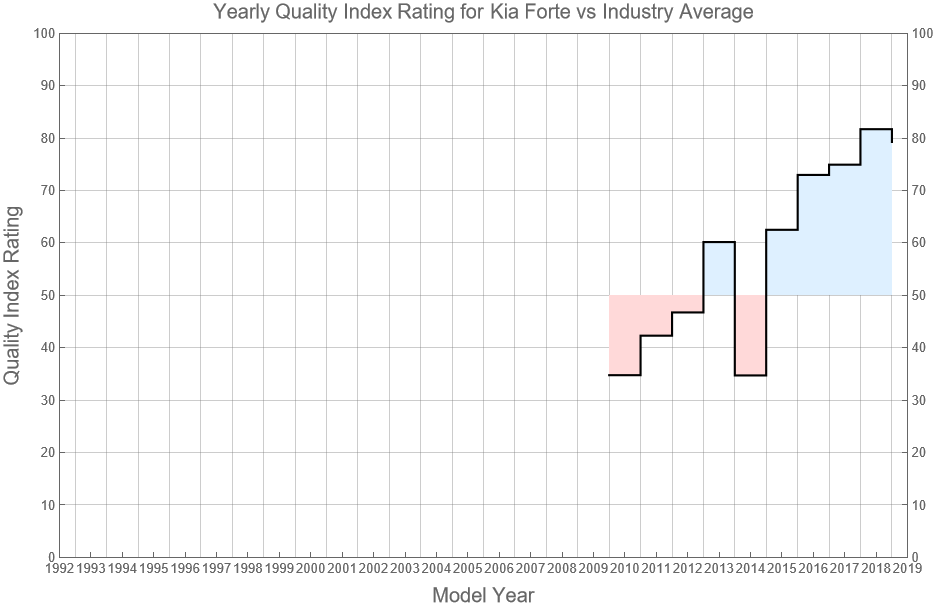 Yearly Quality Index Rating for Kia Forte vs Industry Average
100 100
90 90
80 80
70 70
60 60
50 50
40 40
30 30
20 20
10 10
0 0
Quality Index Rating
1992 1993 1994 1995 1996 1997 1998 1999 2000 2001 2002 2003 2004 2005 2006 2007 2008 2009 2010 2011 2012 2013 2014 2015 2016 2017 2018 2019
Model Year